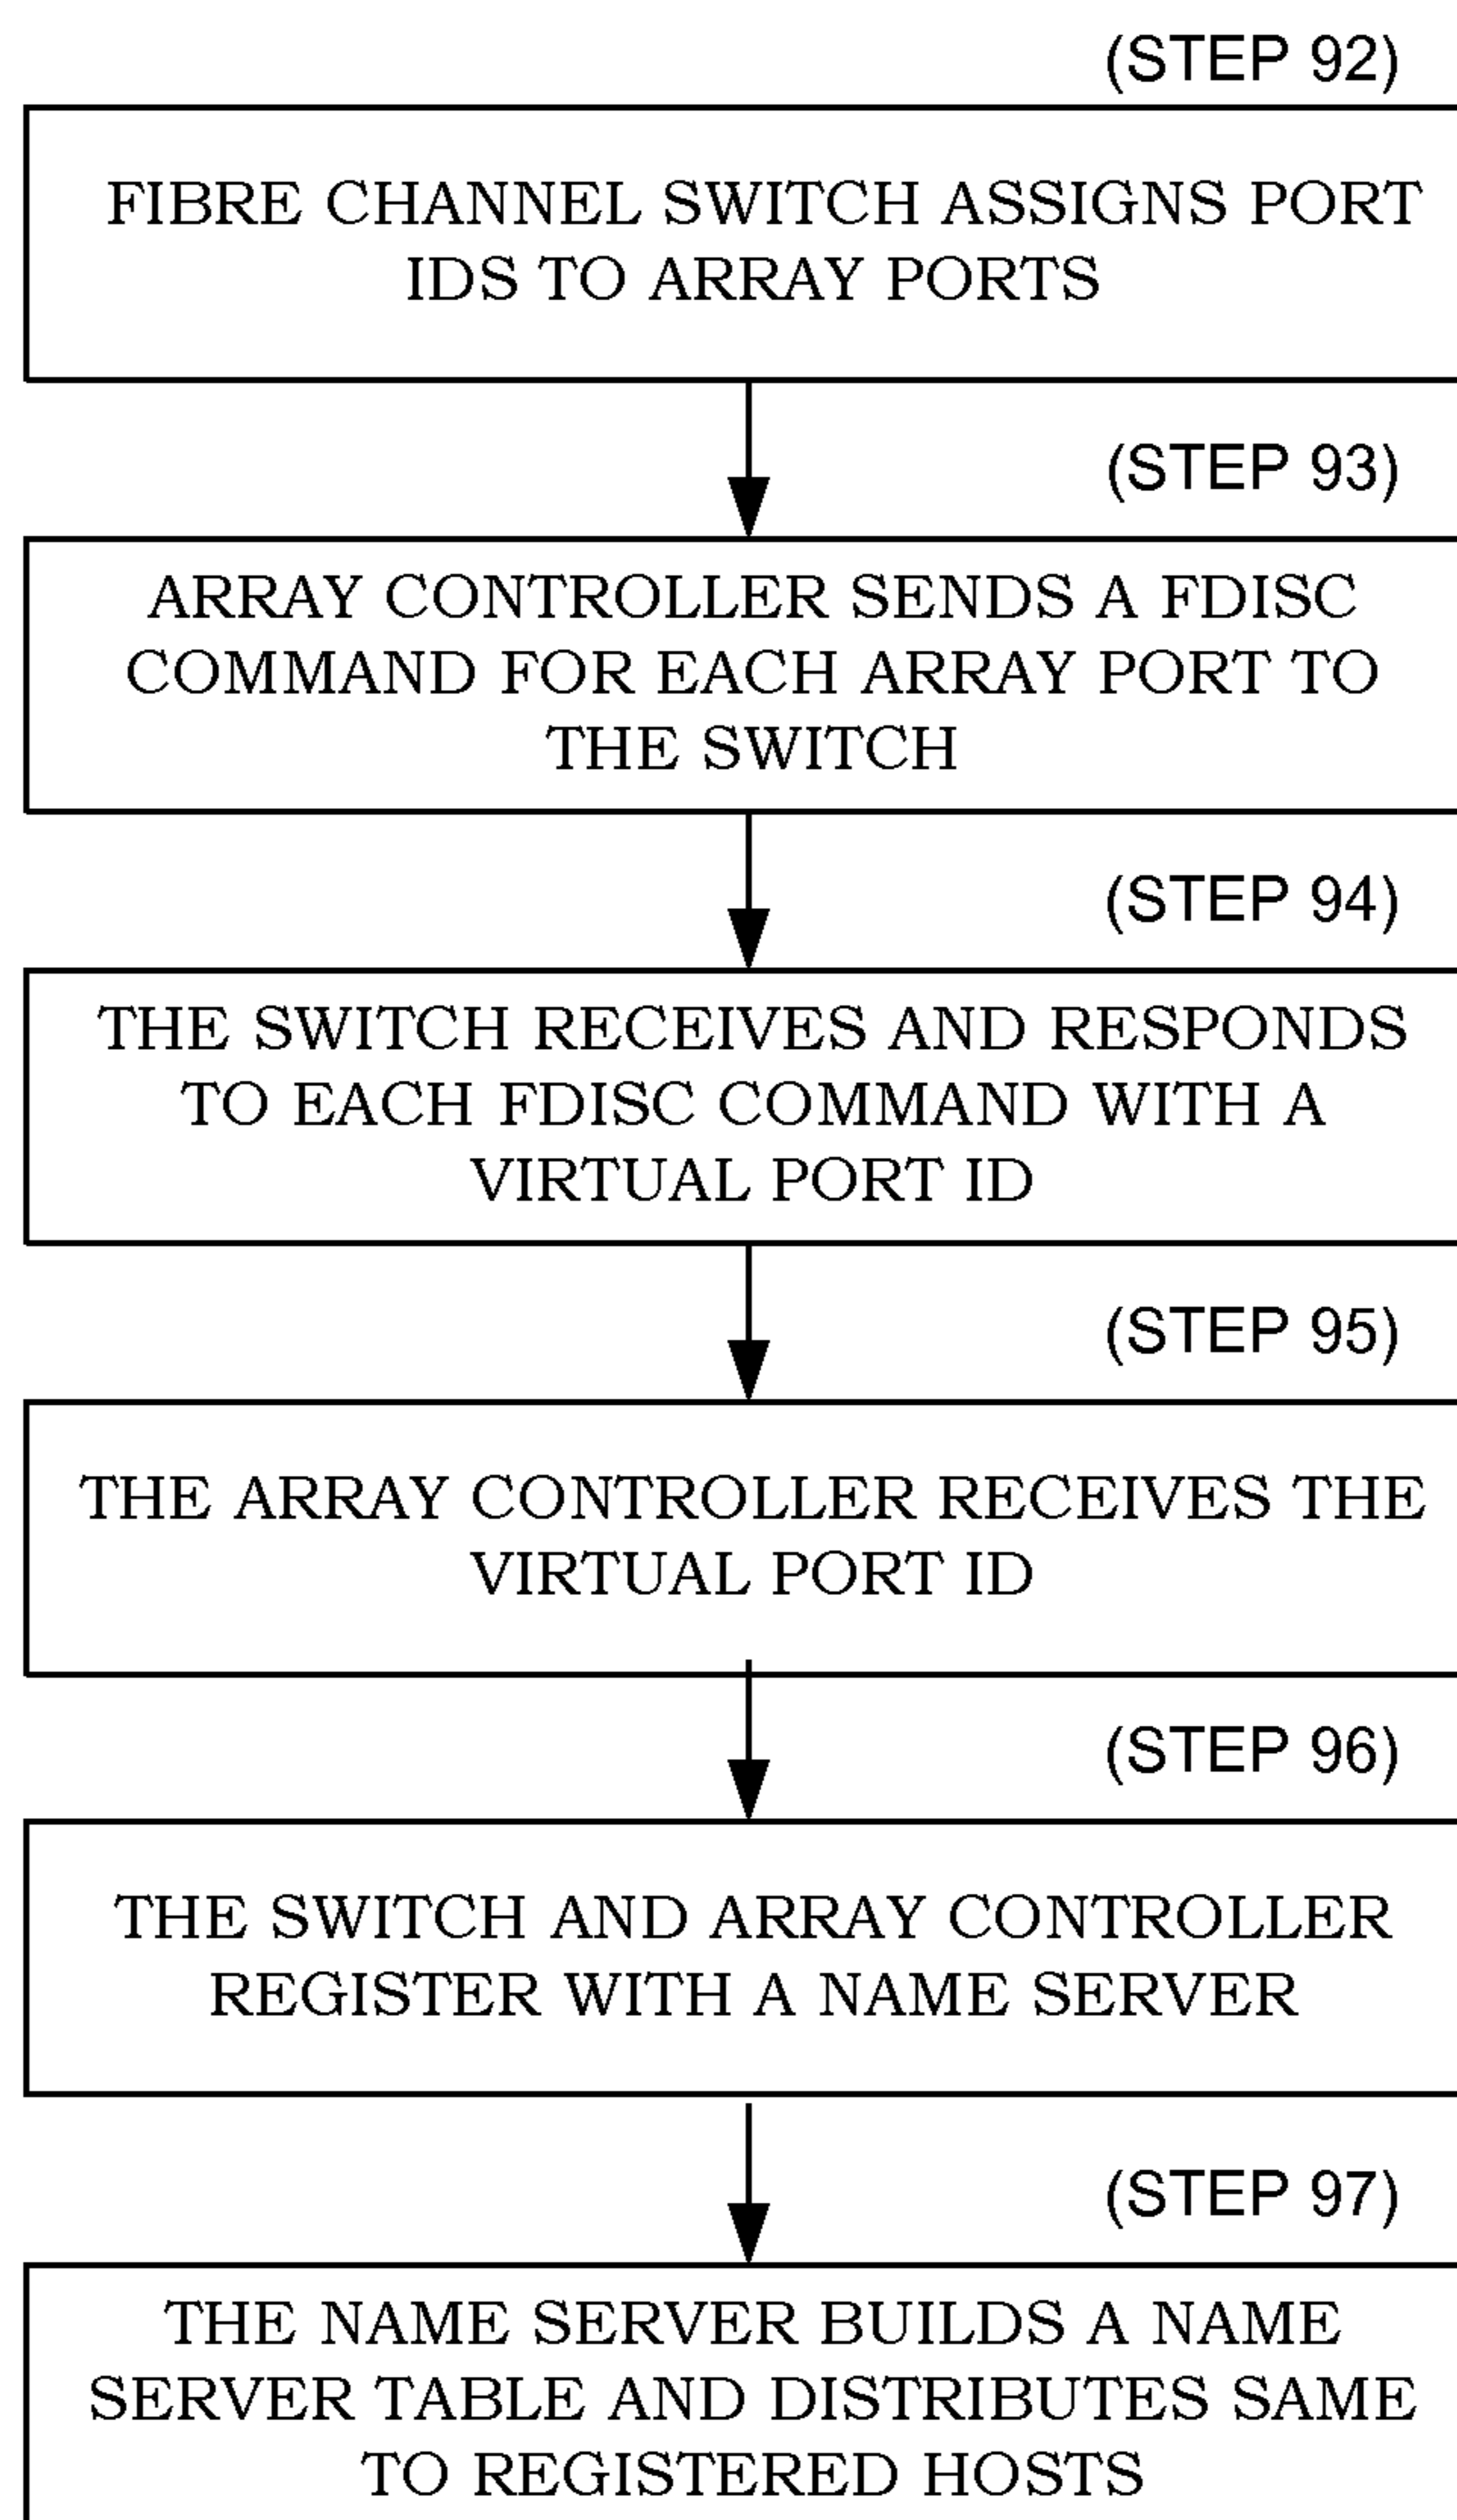 (STEP 92)
FIBRE CHANNEL SWITCH ASSIGNS PORT
IDS TO ARRAY PORTS
(STEP 93)
ARRAY CONTROLLER SENDS A FDISC
COMMAND FOR EACH ARRAY PORT TO
THE SWITCH
(STEP 94)
THE SWITCH RECEIVES AND RESPONDS
TO EACH FDISC COMMAND WITH A
VIRTUAL PORT ID
(STEP 95)
THE ARRAY CONTROLLER RECEIVES THE
VIRTUAL PORT ID
(STEP 96)
THE SWITCH AND ARRAY CONTROLLER
REGISTER WITH A NAME SERVER
(STEP 97)
THE NAME SERVER BUILDS A NAME
SERVER TABLE AND DISTRIBUTES SAME
TO REGISTERED HOSTS